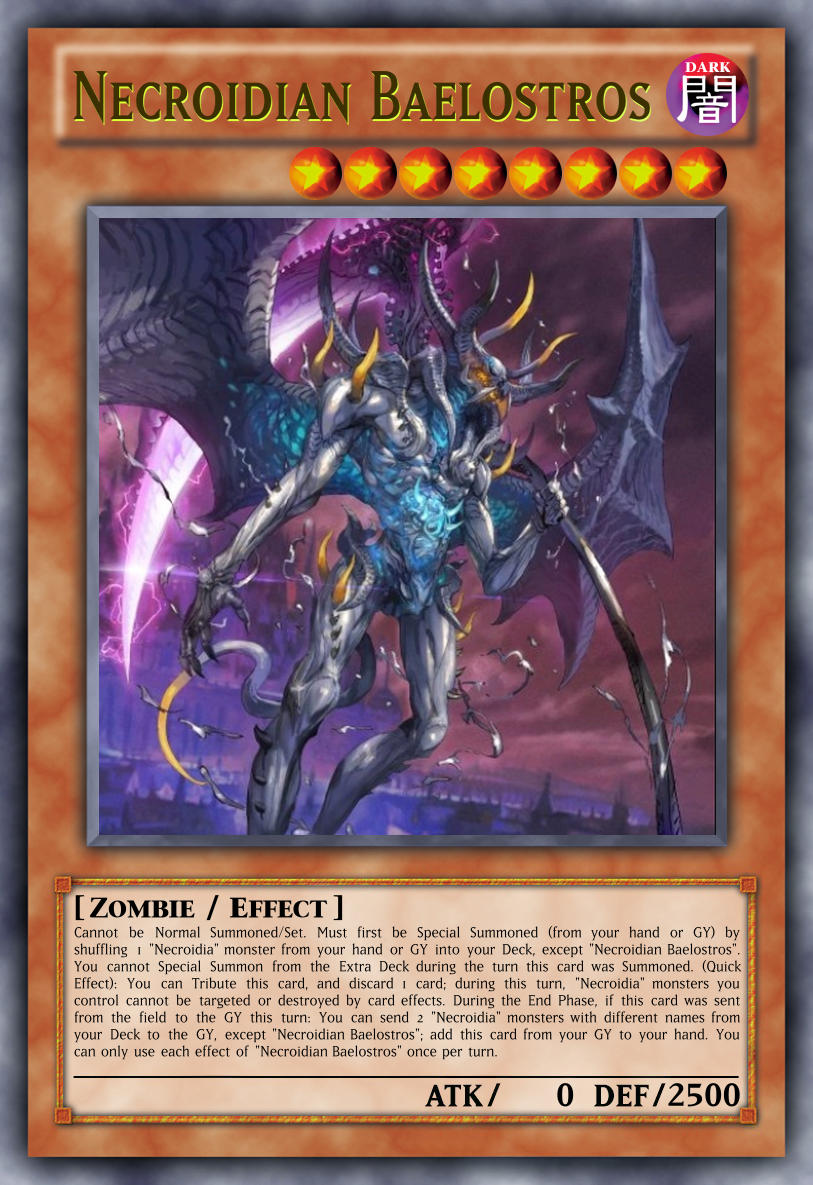 Necroidian Baelostros
DARK
闇
[ Zombie / Effect ]
Cannot be Normal Summoned/Set. Must first be Special Summoned (from your hand or GY) by
shuffling 1 "Necroidia" monster from your hand or GY into your Deck, except "Necroidian Baelostros".
You cannot Special Summon from the Extra Deck during the turn this card was Summoned. (Quick
Effect): You can Tribute this card, and discard 1 card; during this turn, "Necroidia" monsters you
control cannot be targeted or destroyed by card effects. During the End Phase, if this card was sent
from the field to the GY this turn: You can send 2 "Necroidia" monsters with different names from
your Deck to the GY, except "Necroidian Baelostros"; add this card from your GY to your hand. You
can only use each effect of "Necroidian Baelostros" once per turn.
ATK/ 0 DEF/2500